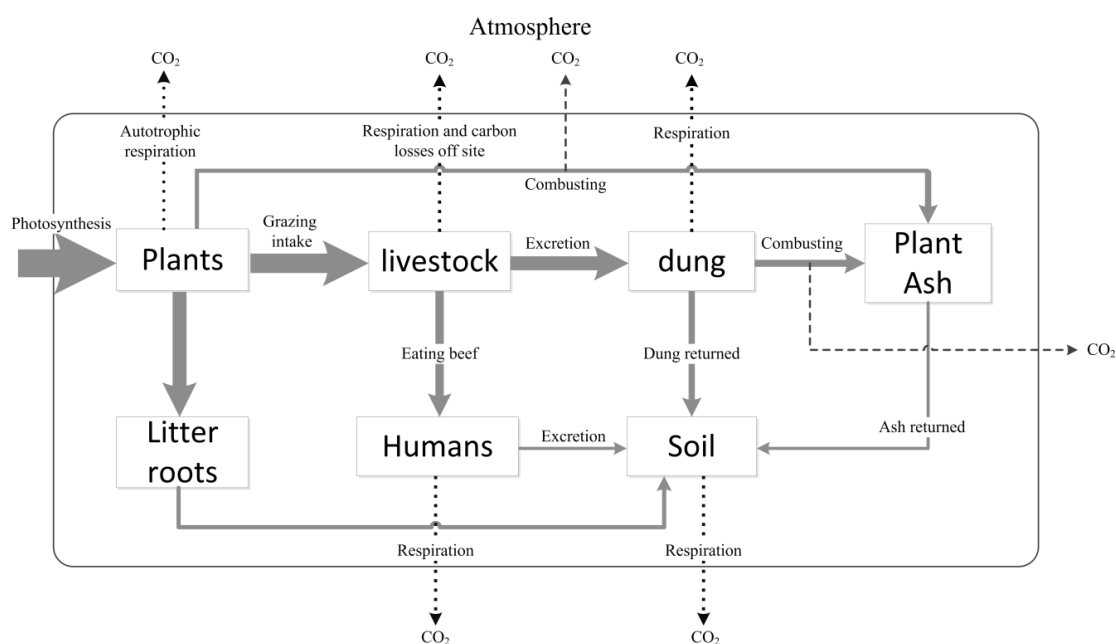 Atmosphere
CO₂
CO₂
CO₂
CO₂
Autotrophic
respiration
Respiration and carbon
losses off site
Respiration
Combusting
Photosynthesis
Plants
Grazing
intake
livestock
Excretion
dung
Combusting
Plant
Ash
Eating beef
Dung returned
CO₂
Litter
roots
Humans
Excretion
Soil
Ash returned
Respiration
Respiration
CO₂
CO₂